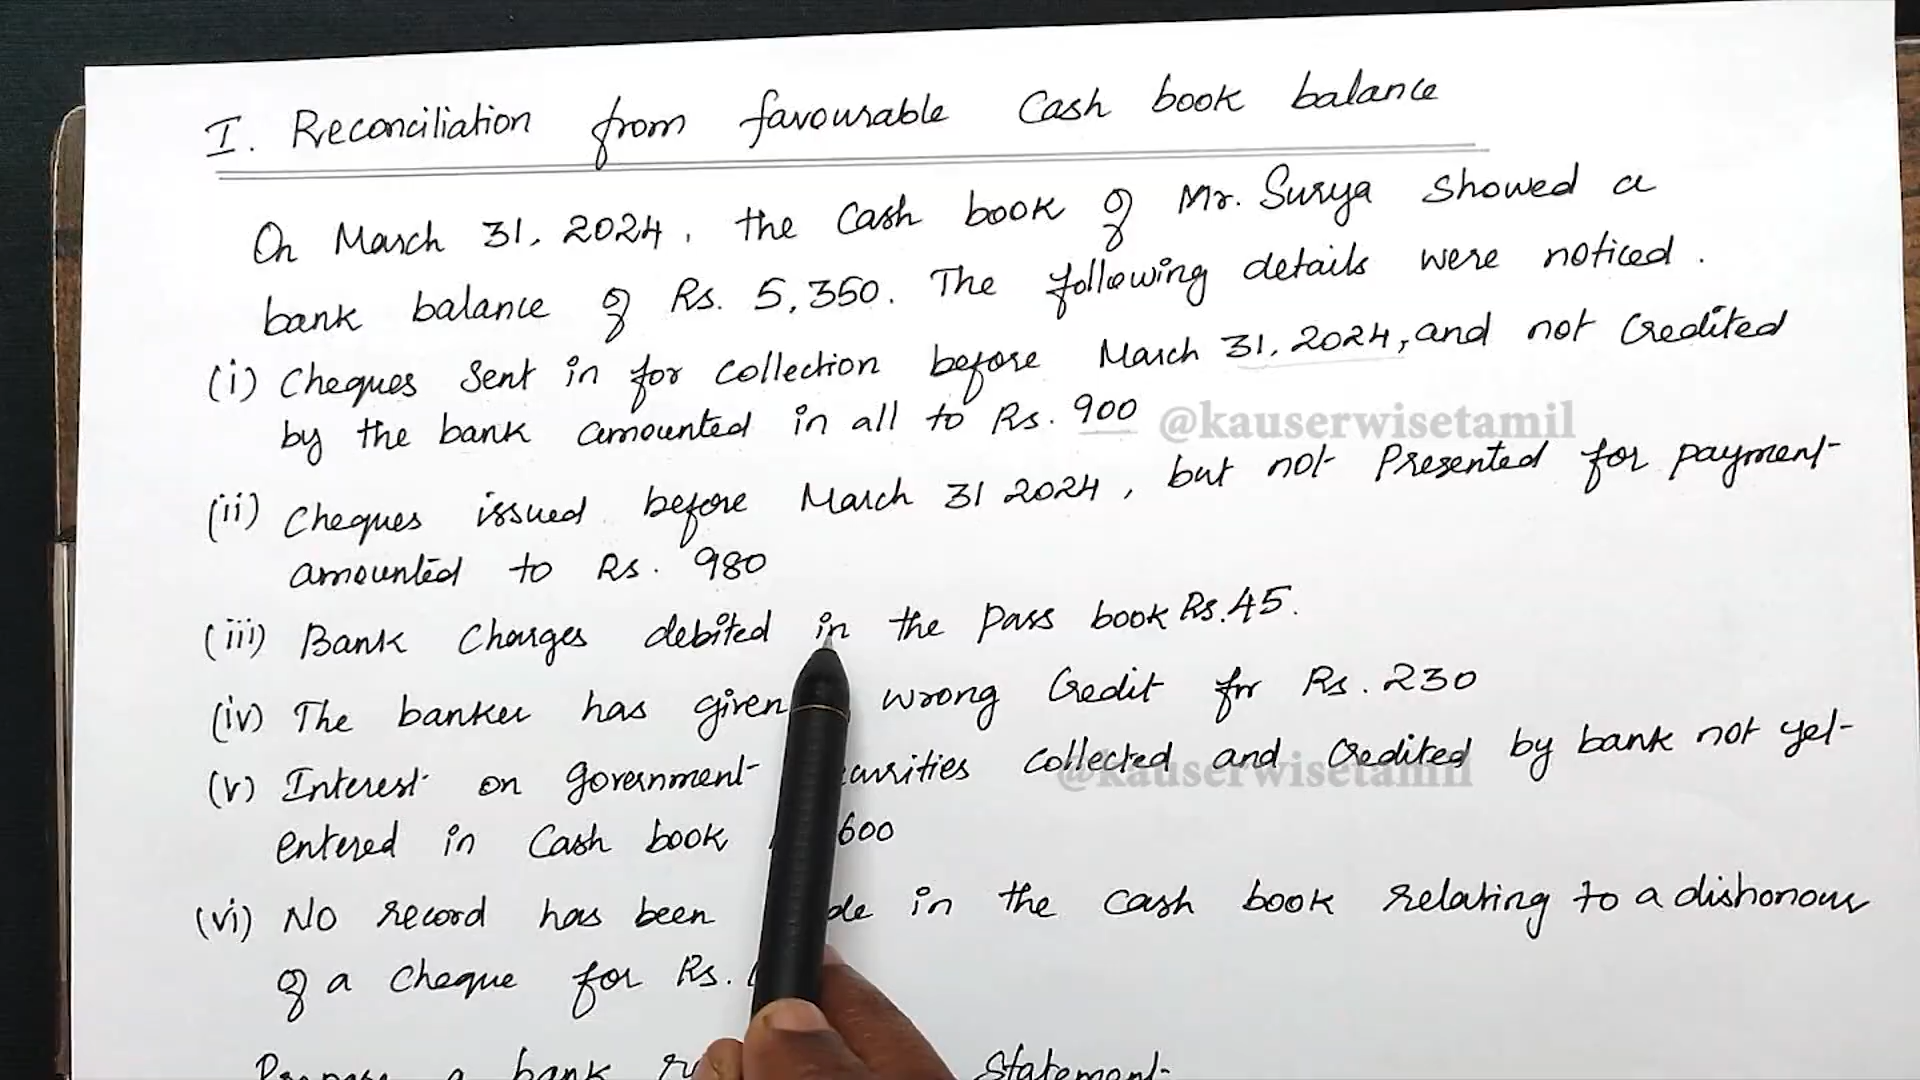 I. Reconciliation from favourable Cash book balance
On March 31, 2024, the Cash book of Mr. Surya showed a
bank balance of Rs. 5,350. The following details were noticed.
(i) Cheques sent in for collection before March 31, 2024, and not credited
by the bank amounted in all to Rs. 900 @kauserwisetamil
(ii) Cheques issued before March 31 2024, but not presented for payment
amounted to Rs. 980
(iii) Bank Charges debited in the Pass book Rs. 45.
(iv) The banker has given wrong Credit for Rs. 230
(v) Interest on government collected and credited by bank not yet
@kauserwisetamil
entered in Cash book 600
(vi) No record has been in the cash book relating to a dishonour
of a cheque for Rs.
Prepare a bank Statement.